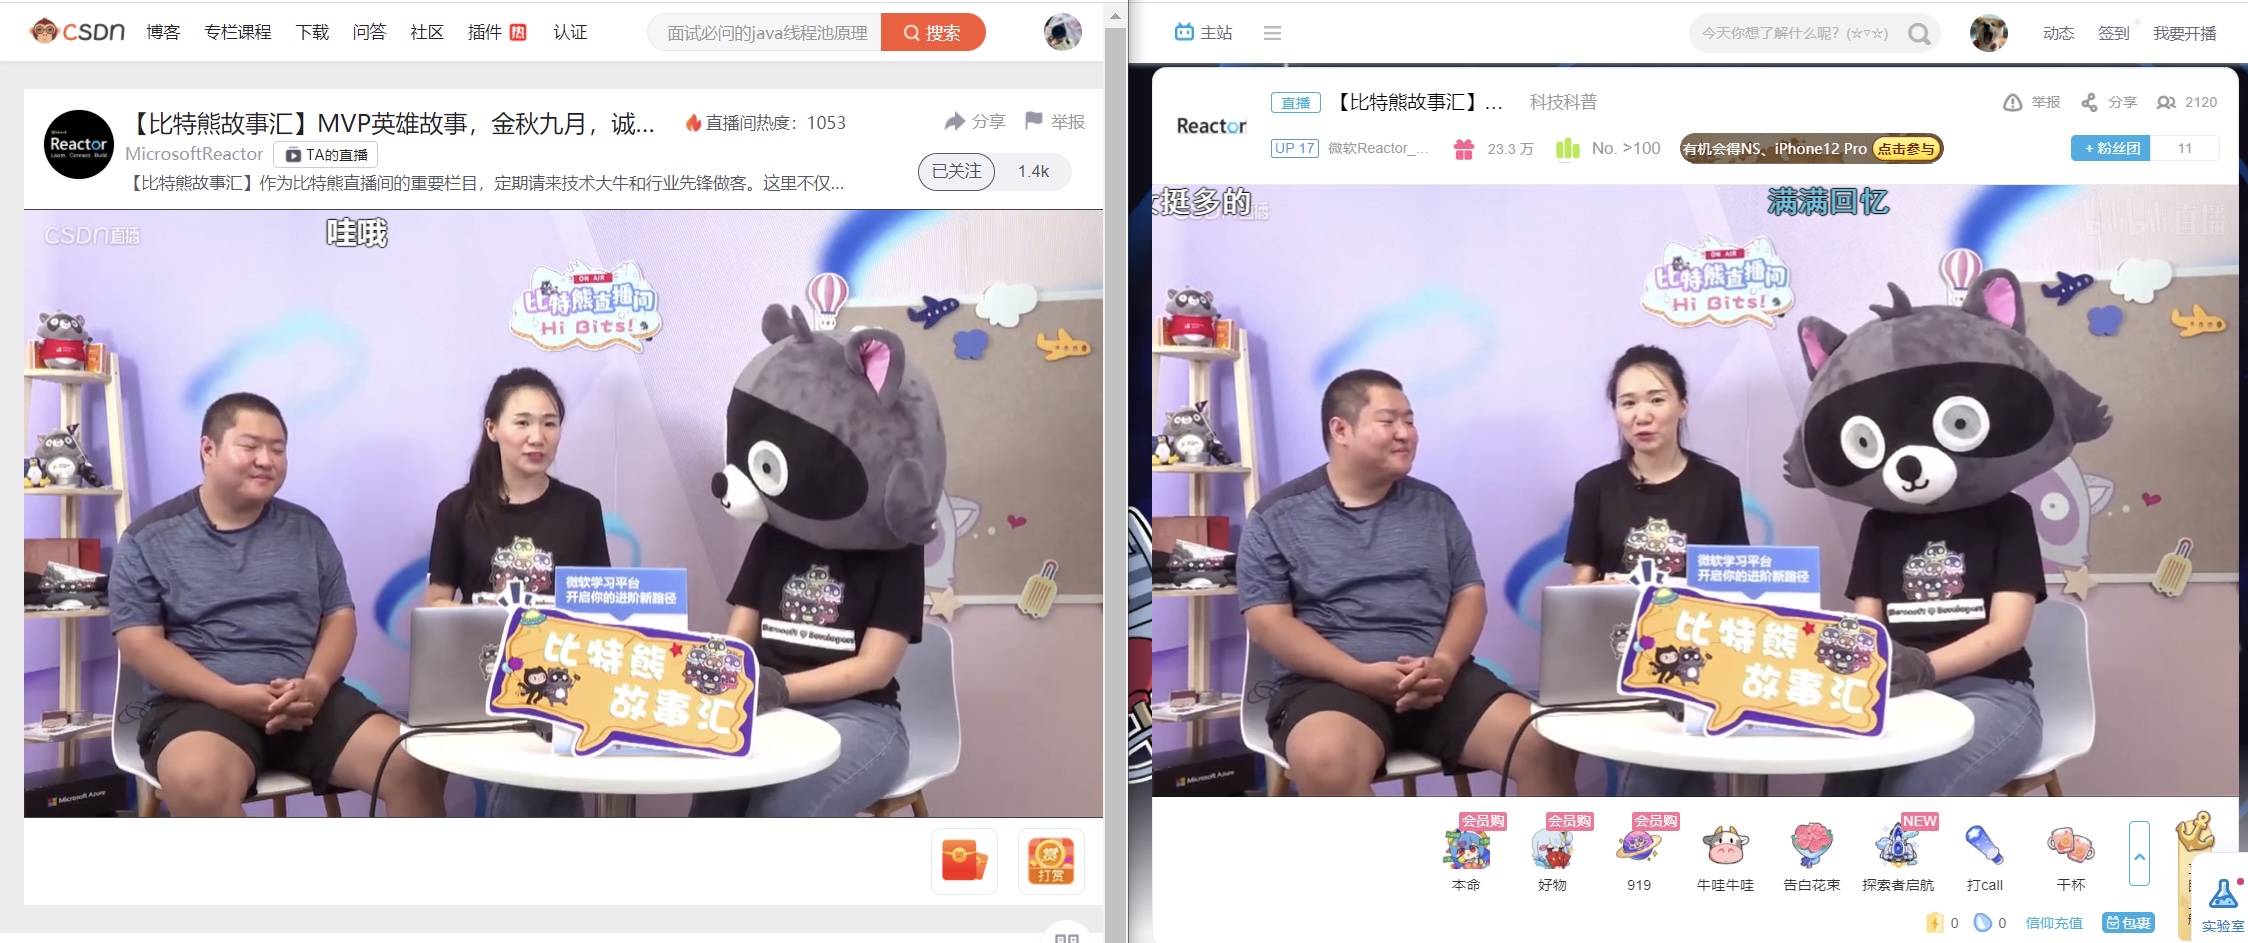 CSDN 博客 专栏课程 下载 问答 社区 插件 热 认证 面试必问的java线程池原理 搜索
【比特熊故事汇】MVP英雄故事，金秋九月，诚... 直播间热度：1053 分享 举报
Reactor
Learn. Connect. Build
MicrosoftReactor TA的直播
已关注 1.4k
【比特熊故事汇】作为比特熊直播间的重要栏目，定期请来技术大牛和行业先锋做客。这里不仅...
CSDN直播 哇哦
ON AIR
比特熊直播间
Hi Bits!
微软学习平台
开启你的进阶新路径
Microsoft Developers
比特熊
故事汇
Microsoft Azure
赏
打赏
主站 今天你想了解什么呢？(☆▽☆) 动态 签到 我要开播
Reactor
直播 【比特熊故事汇】... 科技科普 举报 分享 2120
UP 17 微软Reactor_... 23.3 万 No. >100 有机会得NS、iPhone12 Pro 点击参与 + 粉丝团 11
挺多的 满满回忆
bilibili 直播
ON AIR
比特熊直播间
Hi Bits!
微软学习平台
开启你的进阶新路径
Microsoft Developers
比特熊
故事汇
Microsoft Azure
会员购 会员购 会员购 NEW
本命 好物 919 牛哇牛哇 告白花束 探索者启航 打call 干杯
0 0 信仰充值 包裹
实验室